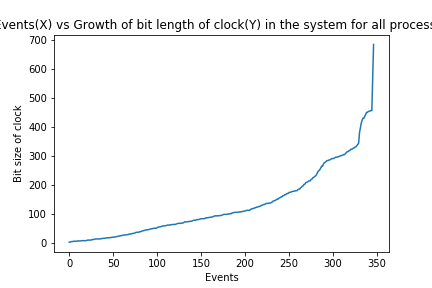 Events(X) vs Growth of bit length of clock(Y) in the system for all process
700
600
500
400
300
200
100
0
Bit size of clock
0 50 100 150 200 250 300 350
Events